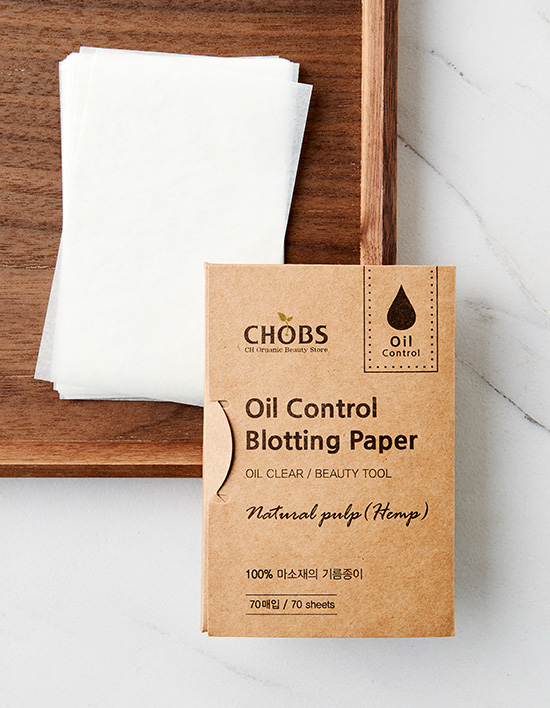 CHOBS
CH Organic Beauty Store
Oil
Control
Oil Control
Blotting Paper
OIL CLEAR / BEAUTY TOOL
Natural pulp (Hemp)
100% 마소재의 기름종이
70매입 / 70 sheets